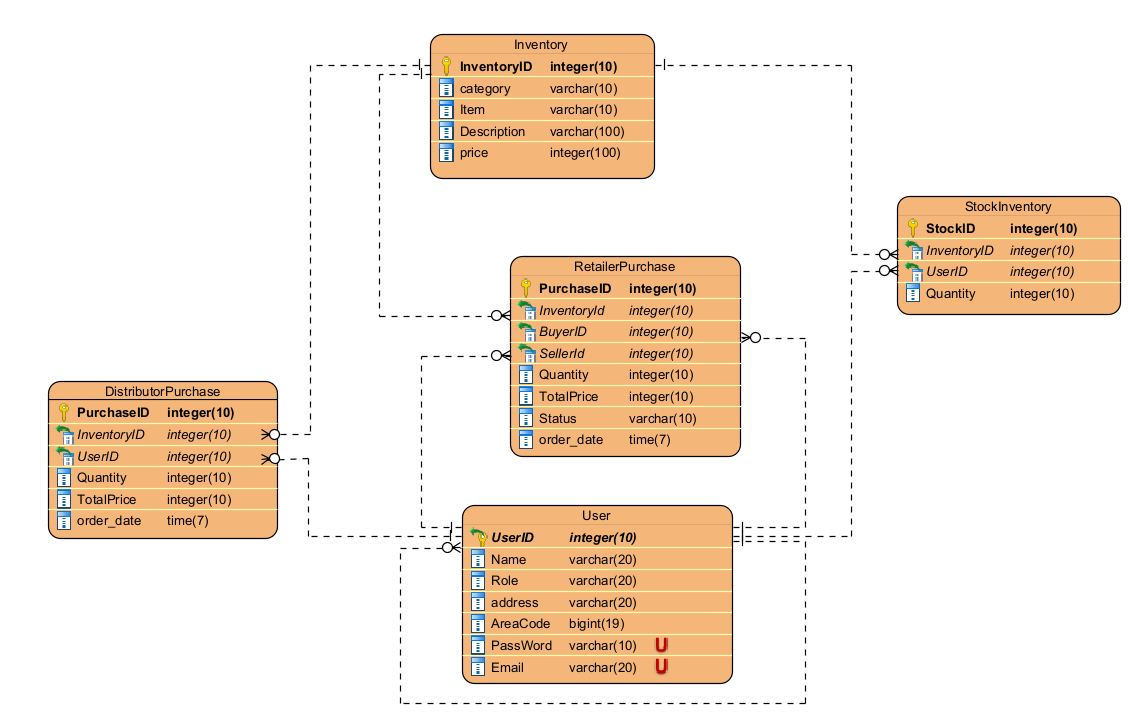 Inventory
InventoryID integer(10)
category varchar(10)
Item varchar(10)
Description varchar(100)
price integer(100)
StockInventory
StockID integer(10)
InventoryID integer(10)
UserID integer(10)
Quantity integer(10)
RetailerPurchase
PurchaseID integer(10)
InventoryId integer(10)
BuyerID integer(10)
SellerId integer(10)
Quantity integer(10)
TotalPrice integer(10)
Status varchar(10)
order_date time(7)
DistributorPurchase
PurchaseID integer(10)
InventoryID integer(10)
UserID integer(10)
Quantity integer(10)
TotalPrice integer(10)
order_date time(7)
User
UserID integer(10)
Name varchar(20)
Role varchar(20)
address varchar(20)
AreaCode bigint(19)
PassWord varchar(10) U
Email varchar(20) U